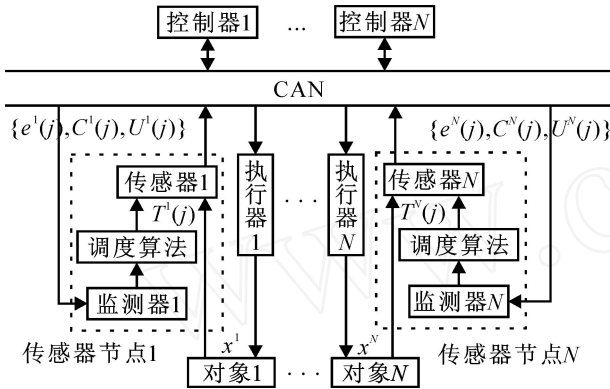 控制器1 ... 控制器N
CAN
{e¹(j),C¹(j),U¹(j)} {eᴺ(j),Cᴺ(j),Uᴺ(j)}
传感器1 执行器1 ... 执行器N 传感器N
T¹(j) Tᴺ(j)
调度算法 调度算法
监测器1 监测器N
传感器节点1 x¹ xᴺ 传感器节点N
对象1 ... 对象N